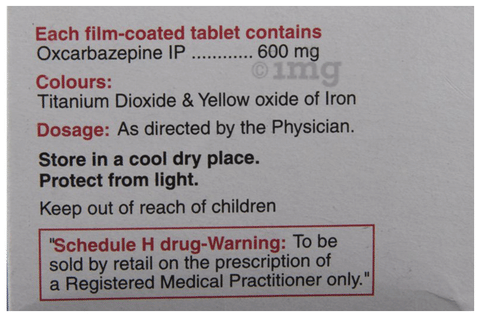 Each film-coated tablet contains
Oxcarbazepine IP ............ 600 mg
©img
Colours:
Titanium Dioxide & Yellow oxide of Iron
Dosage: As directed by the Physician.
Store in a cool dry place.
Protect from light.
Keep out of reach of children
"Schedule H drug-Warning: To be
sold by retail on the prescription of
a Registered Medical Practitioner only."